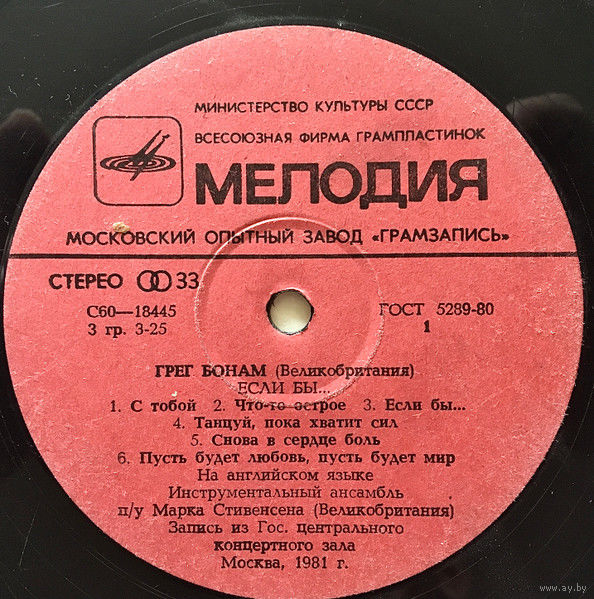 МИНИСТЕРСТВО КУЛЬТУРЫ СССР
ВСЕСОЮЗНАЯ ФИРМА ГРАМПЛАСТИНОК
МЕЛОДИЯ
МОСКОВСКИЙ ОПЫТНЫЙ ЗАВОД «ГРАМЗАПИСЬ»
СТЕРЕО 33
С60—18445
ГОСТ 5289-80
3 гр. 3-25
1
ГРЕГ БОНАМ (Великобритания)
ЕСЛИ БЫ...
1. С тобой 2. Что-то острое 3. Если бы...
4. Танцуй, пока хватит сил
5. Снова в сердце боль
6. Пусть будет любовь, пусть будет мир
На английском языке
Инструментальный ансамбль
п/у Марка Стивенсена (Великобритания)
Запись из Гос. центрального
концертного зала
Москва, 1981 г.
www.ay.by